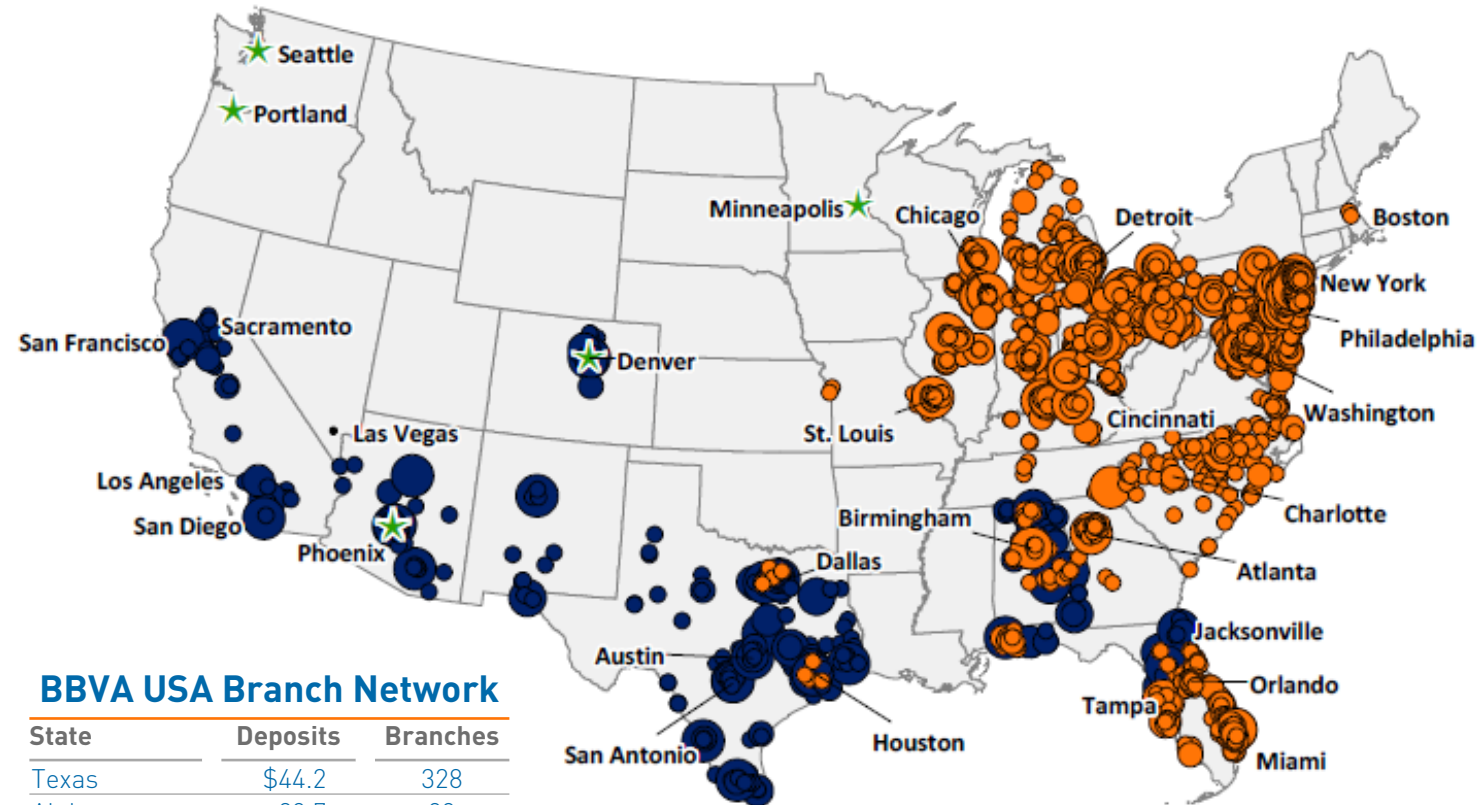 Seattle
Portland
Minneapolis
Chicago
Detroit
Boston
New York
Philadelphia
Sacramento
San Francisco
Denver
Washington
Cincinnati
St. Louis
Las Vegas
Los Angeles
San Diego
Charlotte
Birmingham
Phoenix
Dallas
Atlanta
Jacksonville
Austin
Orlando
Tampa
San Antonio
Houston
Miami
BBVA USA Branch Network
State Deposits Branches
Texas $44.2 328